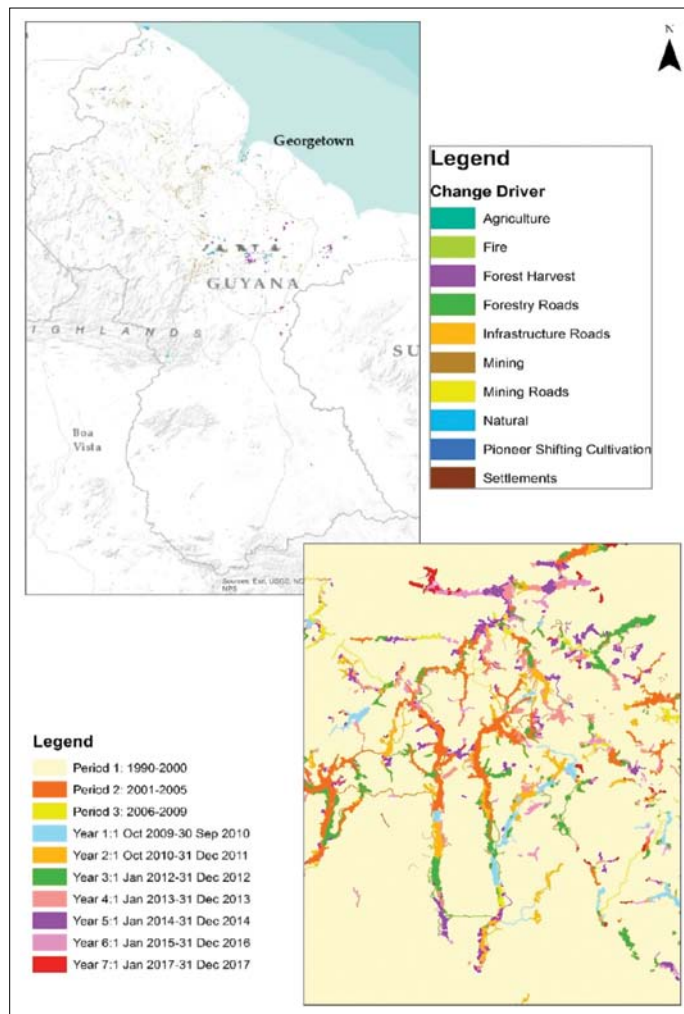 N
Georgetown
GUYANA
IGHLANDS
SU
Boa
Vista
Sources: Esri, USGS, NO
NPS
Legend
Change Driver
Agriculture
Fire
Forest Harvest
Forestry Roads
Infrastructure Roads
Mining
Mining Roads
Natural
Pioneer Shifting Cultivation
Settlements
Legend
Period 1: 1990-2000
Period 2: 2001-2005
Period 3: 2006-2009
Year 1:1 Oct 2009-30 Sep 2010
Year 2:1 Oct 2010-31 Dec 2011
Year 3:1 Jan 2012-31 Dec 2012
Year 4:1 Jan 2013-31 Dec 2013
Year 5:1 Jan 2014-31 Dec 2014
Year 6:1 Jan 2015-31 Dec 2016
Year 7:1 Jan 2017-31 Dec 2017